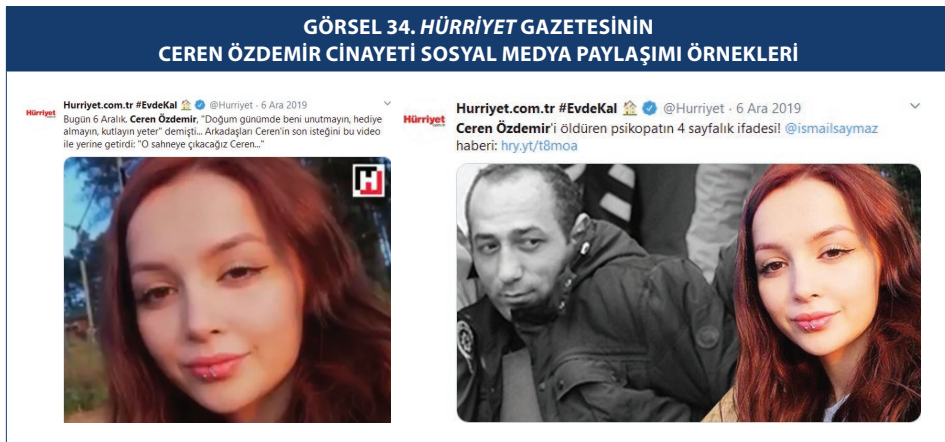 GÖRSEL 34. HÜRRİYET GAZETESİNİN
CEREN ÖZDEMİR CİNAYETİ SOSYAL MEDYA PAYLAŞIMI ÖRNEKLERİ
Hürriyet
Hurriyet.com.tr #EvdeKal @Hurriyet · 6 Ara 2019
Bugün 6 Aralık. Ceren Özdemir, "Doğum günümde beni unutmayın, hediye
almayın, kutlayın yeter" demişti... Arkadaşları Ceren'in son isteğini bu video
ile yerine getirdi: "O sahneye çıkacağız Ceren..."
H
Hürriyet
Hurriyet.com.tr #EvdeKal @Hurriyet · 6 Ara 2019
Ceren Özdemir'i öldüren psikopatın 4 sayfalık ifadesi! @ismailsaymaz
haberi: hry.yt/t8moa